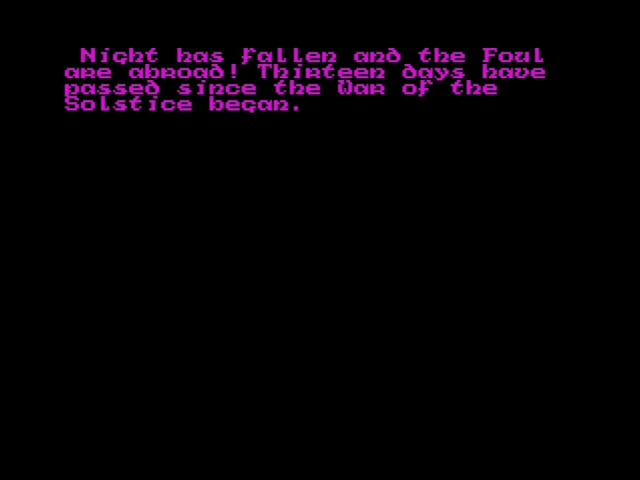 Night has fallen and the Foul
are abroad! Thirteen days have
passed since the War of the
Solstice began.